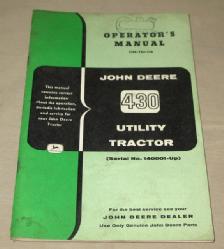 OPERATOR'S
MANUAL
This manual
contains correct
information
about the operation,
periodic lubrication
and service for
your John Deere
Tractor
JOHN DEERE
430
UTILITY
TRACTOR
(Serial No. 140001-Up)
For the best service see your
JOHN DEERE DEALER
Use Only Genuine John Deere Parts